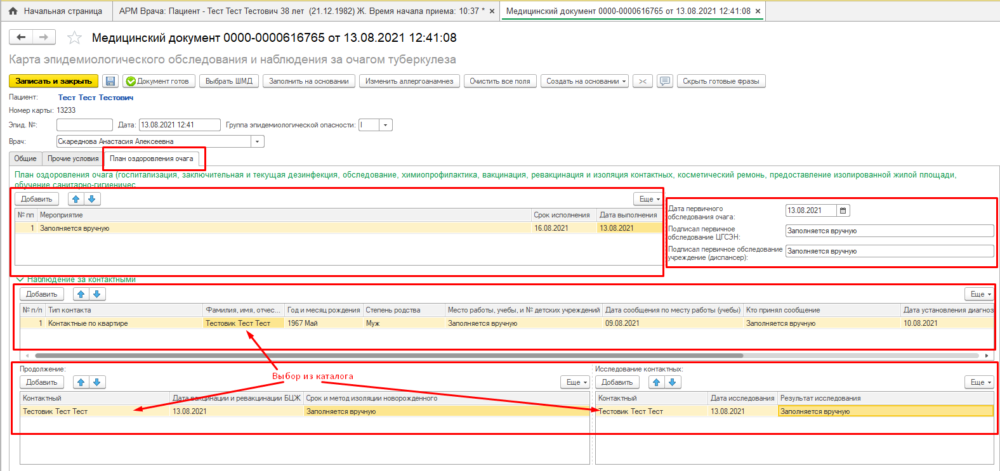 Начальная страница
АРМ Врача: Пациент - Тест Тест Тестович 38 лет (21.12.1982) Ж. Время начала приема: 10:37 * ×
Медицинский документ 0000-0000616765 от 13.08.2021 12:41:08 ×
Медицинский документ 0000-0000616765 от 13.08.2021 12:41:08
Карта эпидемиологического обследования и наблюдения за очагом туберкулеза
Записать и закрыть
Документ готов
Выбрать ШМД
Заполнить на основании
Изменить аллергоанамнез
Очистить все поля
Создать на основании
><
Скрыть готовые фразы
Пациент: Тест Тест Тестович
Номер карты: 13233
Эпид. №: Дата: 13.08.2021 12:41 Группа эпидемиологической опасности: I
Врач: Скареднова Анастасия Алексеевна
Общие
Прочие условия
План оздоровления очага
План оздоровления очага (госпитализация, заключительная и текущая дезинфекция, обследование, химиопрофилактика, вакцинация, ревакцинация и изоляция контактных, косметический ремонь, предоставление изолированной жилой площади,
обучение санитарно-гигиеничес
Добавить
Еще
№ пп Мероприятие Срок исполнения Дата выполнения
1 Заполняется вручную 16.08.2021 13.08.2021
Дата первичного
обследования очага: 13.08.2021
Подписал первичное
обследование ЦГСЭН: Заполняется вручную
Подписал первичное обследование
учреждение (диспансер): Заполняется вручную
Наблюдение за контактными
Добавить
Еще
№ п/п Тип контакта Фамилия, имя, отчес... Год и месяц рождения Степень родства Место работы, учебы, и № детских учреждений Дата сообщения по месту работы (учебы) Кто принял сообщение Дата установления диагноз
1 Контактные по квартире Тестовик Тест Тест 1967 Май Муж Заполняется вручную 09.08.2021 Заполняется вручную 10.08.2021
Выбор из каталога
Продолжение:
Добавить
Еще
Контактный Дата вакцинации и ревакцинации БЦЖ Срок и метод изоляции новорожденного
Тестовик Тест Тест 13.08.2021 Заполняется вручную
Исследование контактных:
Добавить
Еще
Контактный Дата исследования Результат исследования
Тестовик Тест Тест 13.08.2021 Заполняется вручную